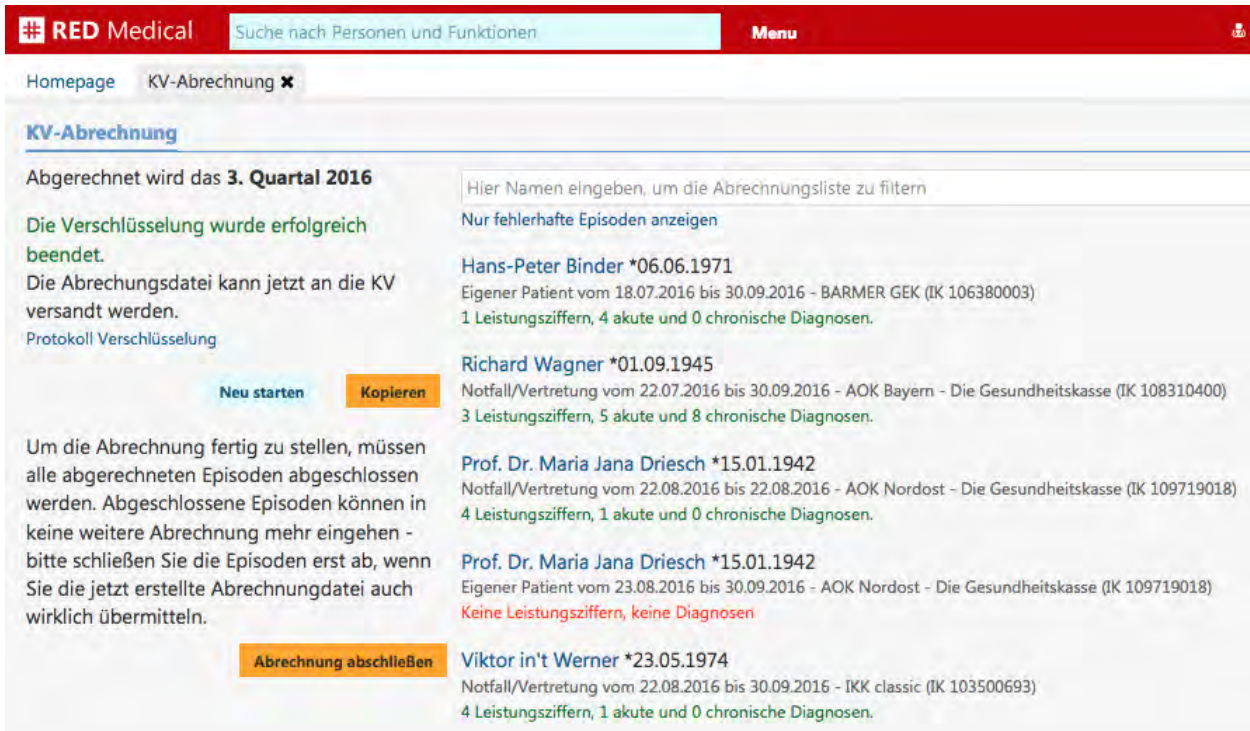 # RED Medical
Suche nach Personen und Funktionen
Menu
Homepage
KV-Abrechnung ✖
KV-Abrechnung
Abgerechnet wird das 3. Quartal 2016
Die Verschlüsselung wurde erfolgreich
beendet.
Die Abrechungsdatei kann jetzt an die KV
versandt werden.
Protokoll Verschlüsselung
Neu starten
Kopieren
Um die Abrechnung fertig zu stellen, müssen
alle abgerechneten Episoden abgeschlossen
werden. Abgeschlossene Episoden können in
keine weitere Abrechnung mehr eingehen -
bitte schließen Sie die Episoden erst ab, wenn
Sie die jetzt erstellte Abrechnungdatei auch
wirklich übermitteln.
Abrechnung abschließen
Hier Namen eingeben, um die Abrechnungsliste zu filtern
Nur fehlerhafte Episoden anzeigen
Hans-Peter Binder *06.06.1971
Eigener Patient vom 18.07.2016 bis 30.09.2016 - BARMER GEK (IK 106380003)
1 Leistungsziffern, 4 akute und 0 chronische Diagnosen.
Richard Wagner *01.09.1945
Notfall/Vertretung vom 22.07.2016 bis 30.09.2016 - AOK Bayern - Die Gesundheitskasse (IK 108310400)
3 Leistungsziffern, 5 akute und 8 chronische Diagnosen.
Prof. Dr. Maria Jana Driesch *15.01.1942
Notfall/Vertretung vom 22.08.2016 bis 22.08.2016 - AOK Nordost - Die Gesundheitskasse (IK 109719018)
4 Leistungsziffern, 1 akute und 0 chronische Diagnosen.
Prof. Dr. Maria Jana Driesch *15.01.1942
Eigener Patient vom 23.08.2016 bis 30.09.2016 - AOK Nordost - Die Gesundheitskasse (IK 109719018)
Keine Leistungsziffern, keine Diagnosen
Viktor in't Werner *23.05.1974
Notfall/Vertretung vom 22.08.2016 bis 30.09.2016 - IKK classic (IK 103500693)
4 Leistungsziffern, 1 akute und 0 chronische Diagnosen.